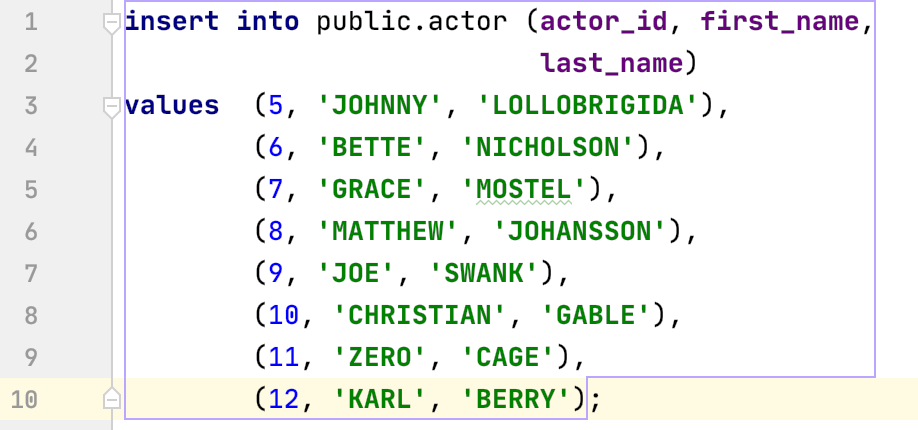 1 insert into public.actor (actor_id, first_name,
2 last_name)
3 values (5, 'JOHNNY', 'LOLLOBRIGIDA'),
4 (6, 'BETTE', 'NICHOLSON'),
5 (7, 'GRACE', 'MOSTEL'),
6 (8, 'MATTHEW', 'JOHANSSON'),
7 (9, 'JOE', 'SWANK'),
8 (10, 'CHRISTIAN', 'GABLE'),
9 (11, 'ZERO', 'CAGE'),
10 (12, 'KARL', 'BERRY');